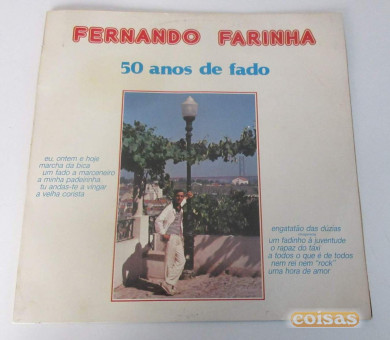 FERNANDO FARINHA
50 anos de fado
eu, ontem e hoje
marcha da bica
um fado a marceneiro
a minha padeirinha
tu andas-te a vingar
a velha corista
engatatão das dúzias
um fadinho à juventude
o rapaz do táxi
a todos o que é de todos
nem rei nem "rock"
uma hora de amor
coisas